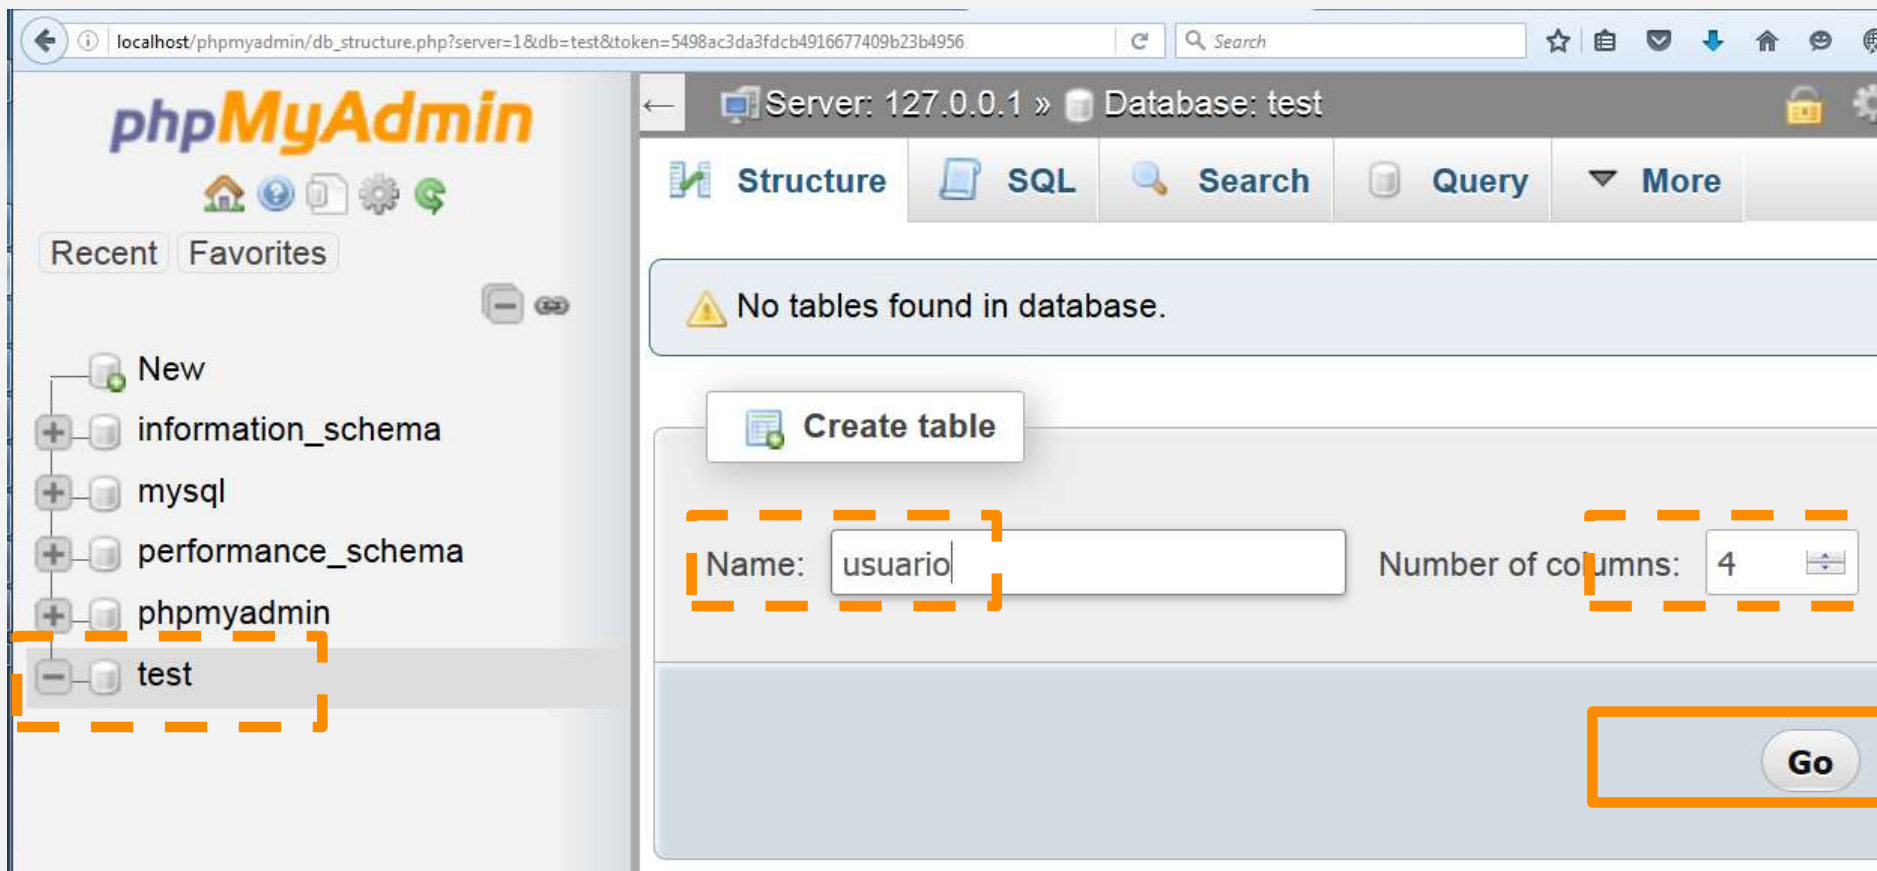 localhost/phpmyadmin/db_structure.php?server=1&db=test&token=5498ac3da3fdcb4916677409b23b4956
Search
phpMyAdmin
Recent Favorites
New
information_schema
mysql
performance_schema
phpmyadmin
test
Server: 127.0.0.1 » Database: test
Structure SQL Search Query More
No tables found in database.
Create table
Name: usuario Number of columns: 4
Go